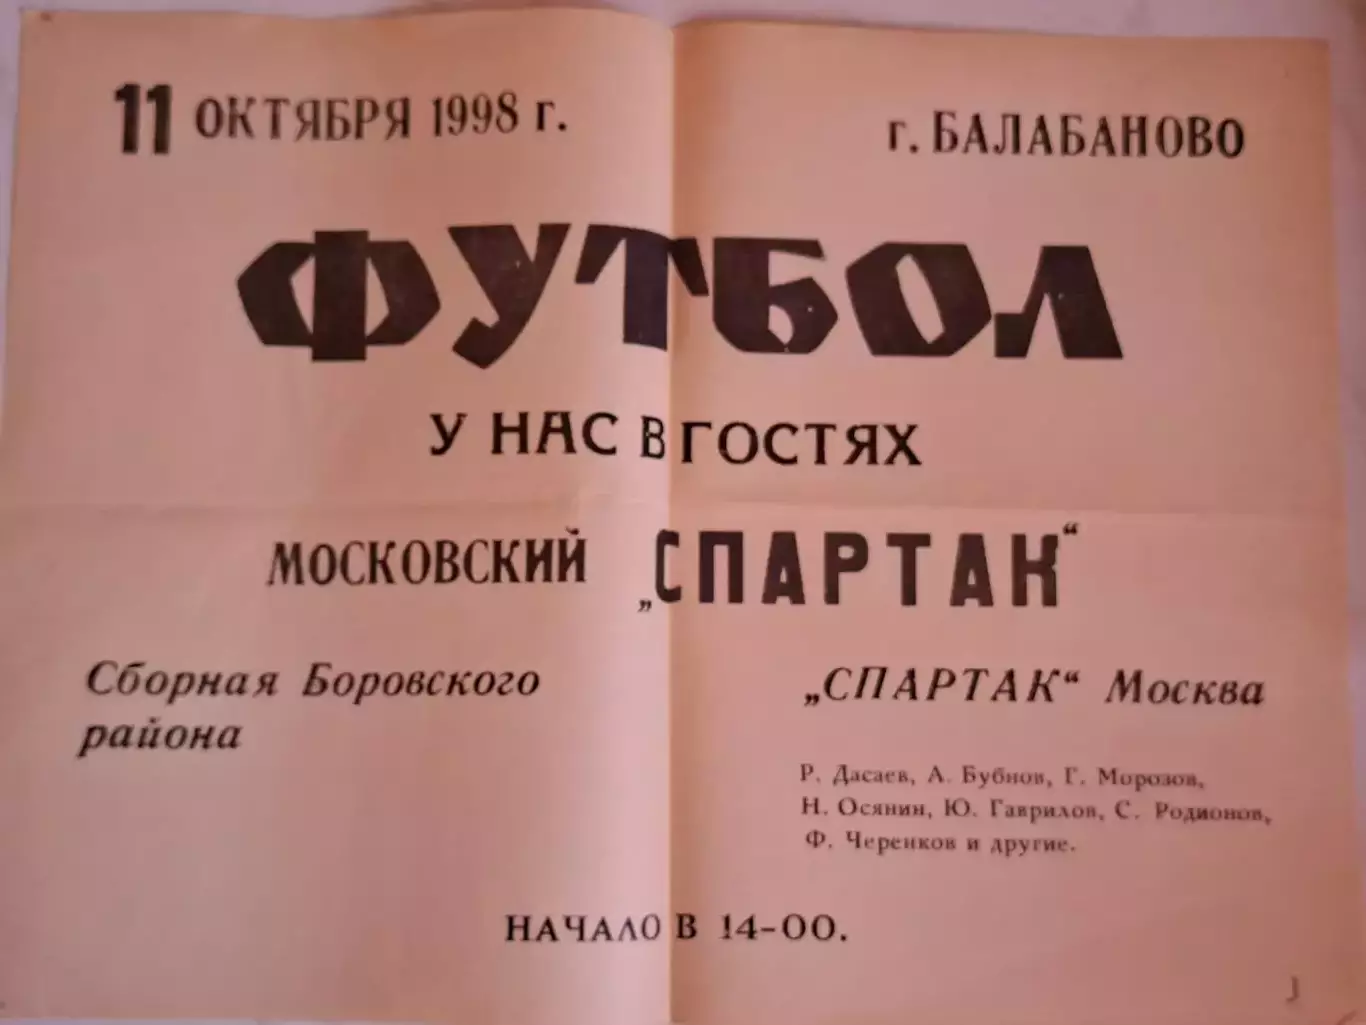 11 ОКТЯБРЯ 1998 г.
г. БАЛАБАНОВО
ФУТБОЛ
У НАС В ГОСТЯХ
МОСКОВСКИЙ „СПАРТАК“
Сборная Боровского
района
„СПАРТАК“ Москва
Р. Дасаев, А. Бубнов, Г. Морозов,
Н. Осянин, Ю. Гаврилов, С. Родионов,
Ф. Черенков и другие.
НАЧАЛО В 14-00.